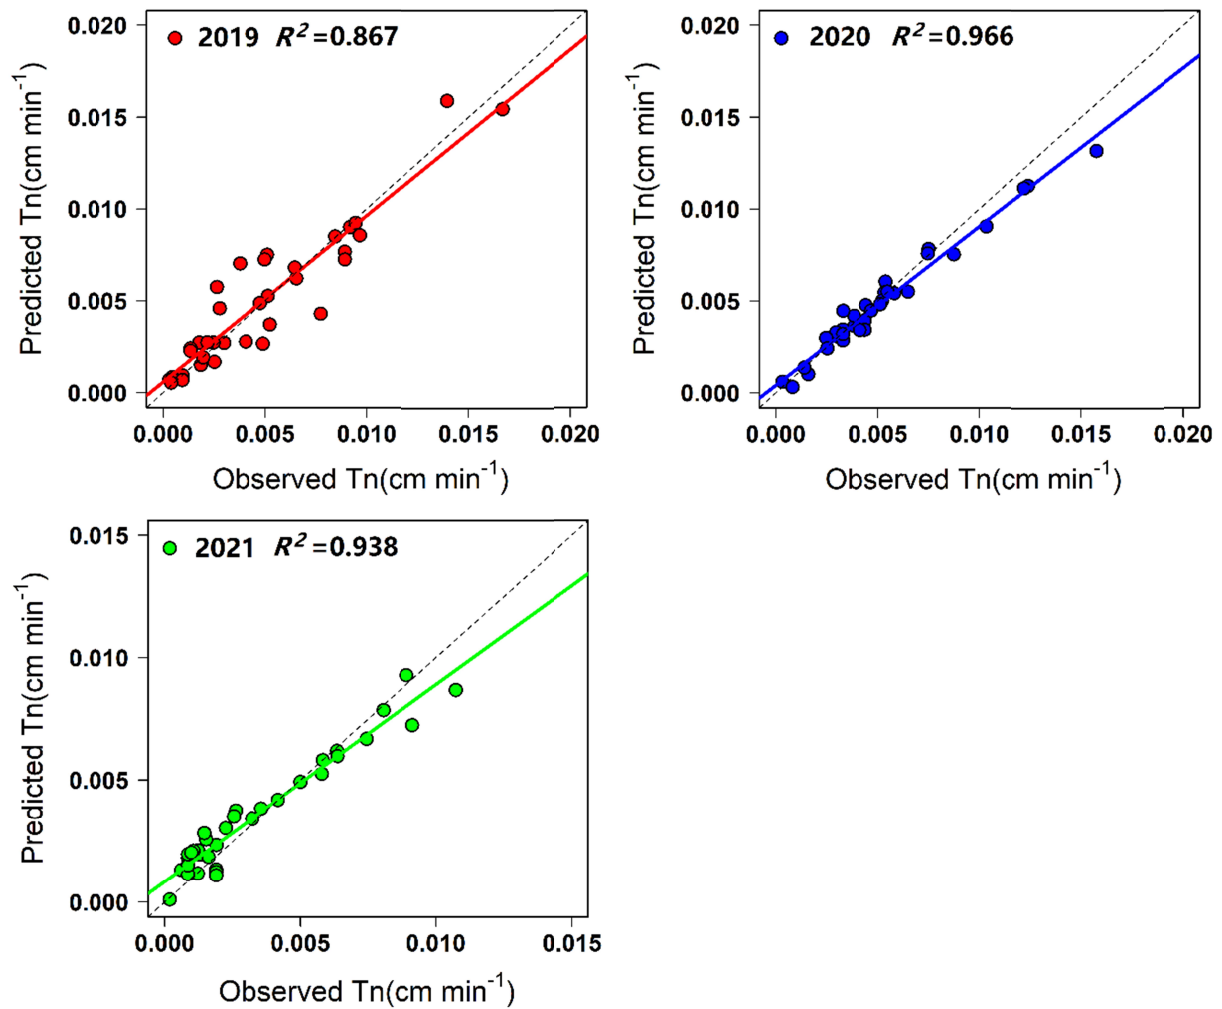 2019 R²=0.867
0.020
0.015
0.010
0.005
0.000
Predicted Tn(cm min⁻¹)
0.000 0.005 0.010 0.015 0.020
Observed Tn(cm min⁻¹)
2020 R²=0.966
0.020
0.015
0.010
0.005
0.000
Predicted Tn(cm min⁻¹)
0.000 0.005 0.010 0.015 0.020
Observed Tn(cm min⁻¹)
2021 R²=0.938
0.015
0.010
0.005
0.000
Predicted Tn(cm min⁻¹)
0.000 0.005 0.010 0.015
Observed Tn(cm min⁻¹)